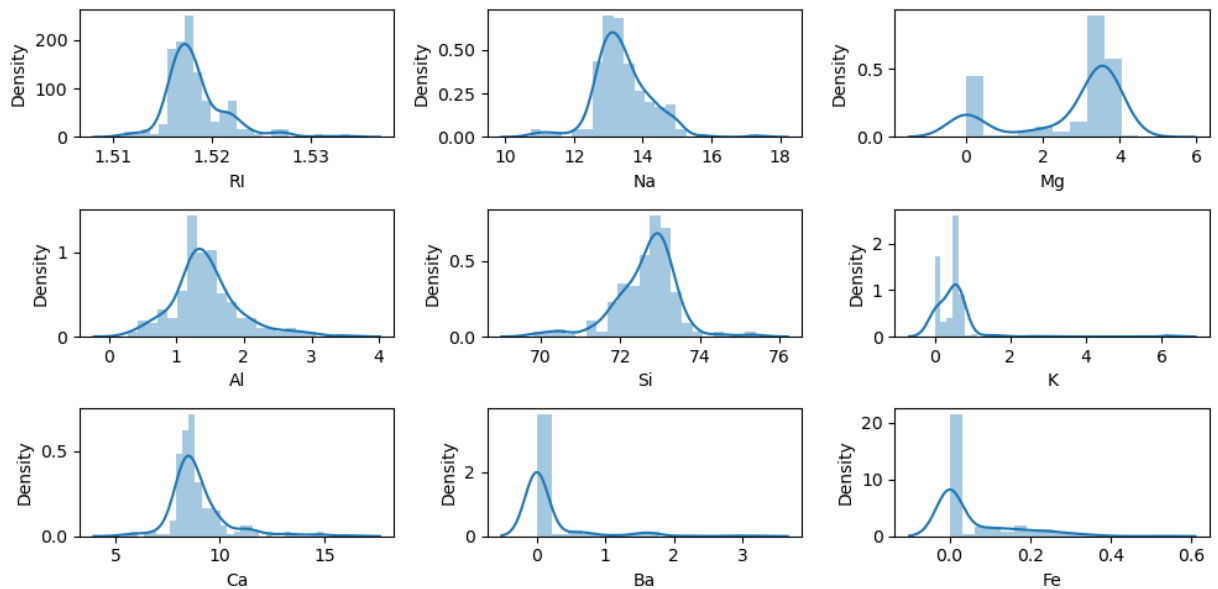 Density
200
100
0
1.51 1.52 1.53
RI
Density
0.50
0.25
0.00
10 12 14 16 18
Na
Density
0.5
0.0
0 2 4 6
Mg
Density
1
0
0 1 2 3 4
Al
Density
0.5
0.0
70 72 74 76
Si
Density
2
1
0
0 2 4 6
K
Density
0.5
0.0
5 10 15
Ca
Density
2
0
0 1 2 3
Ba
Density
20
10
0
0.0 0.2 0.4 0.6
Fe